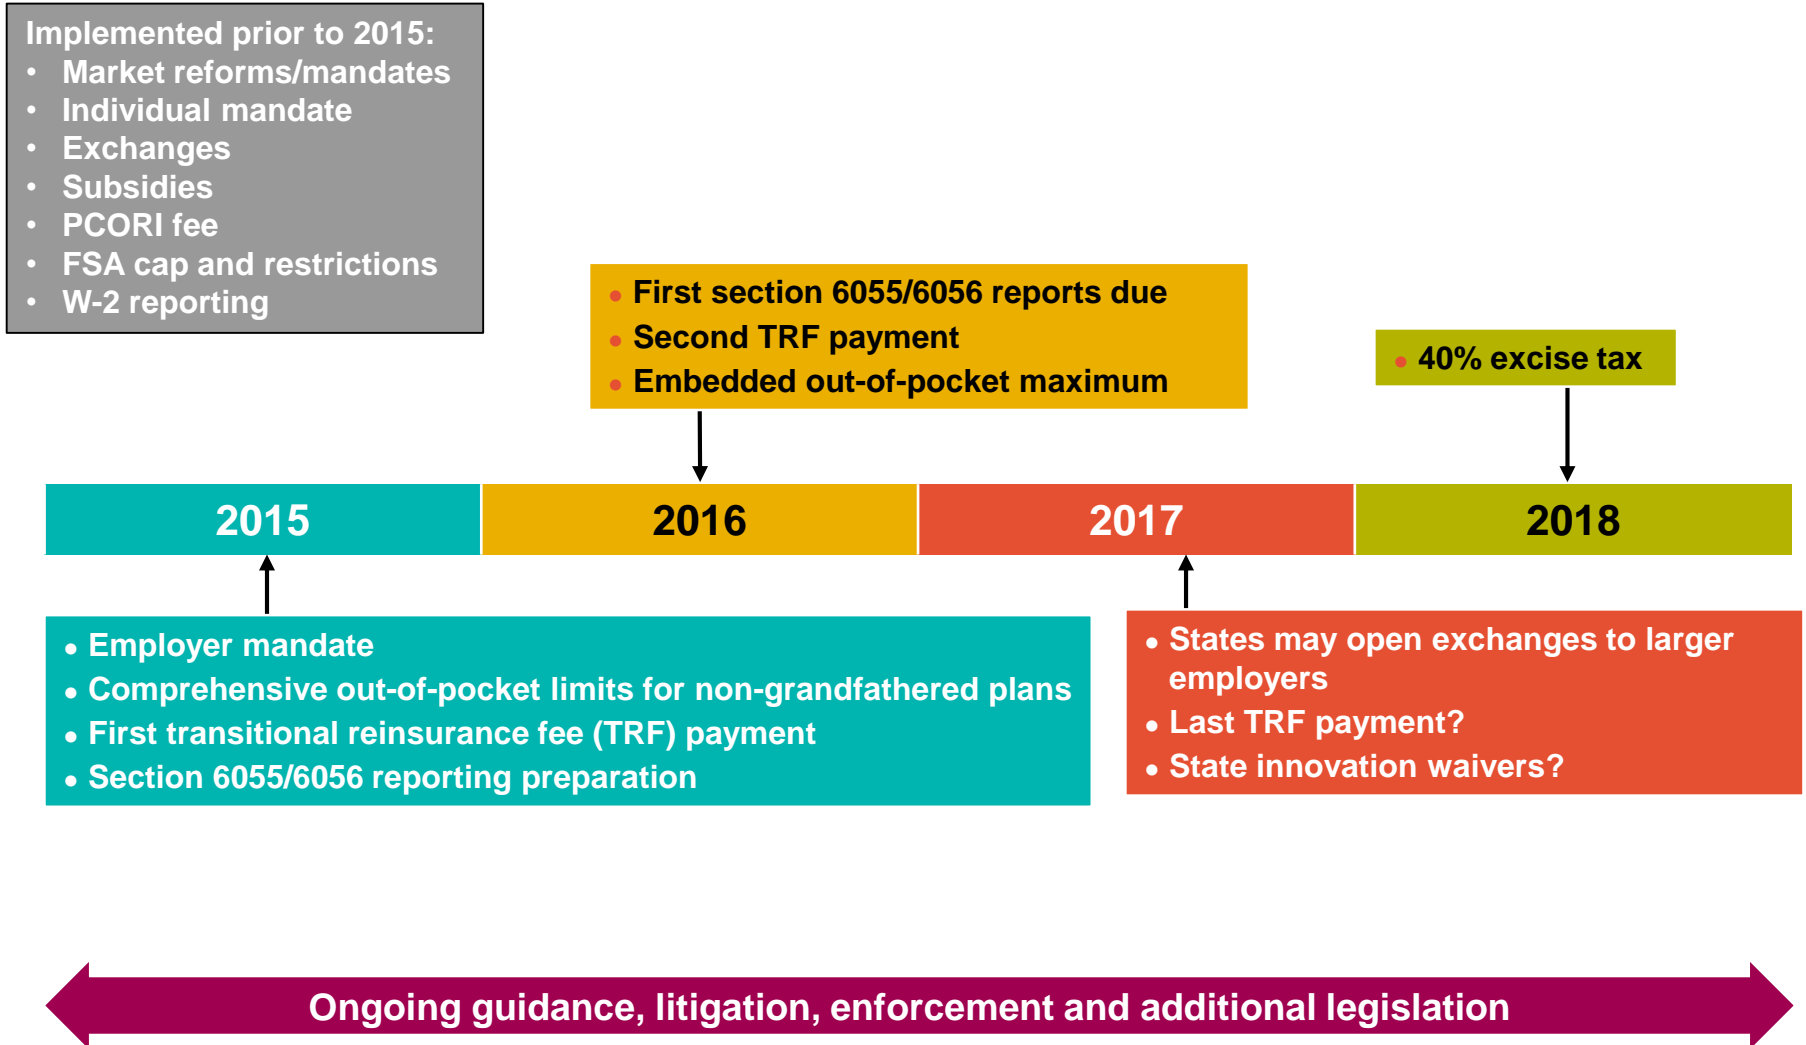 Implemented prior to 2015:
• Market reforms/mandates
• Individual mandate
• Exchanges
• Subsidies
• PCORI fee
• FSA cap and restrictions
• W-2 reporting
• First section 6055/6056 reports due
• Second TRF payment
• Embedded out-of-pocket maximum
• 40% excise tax
2015
2016
2017
2018
• Employer mandate
• Comprehensive out-of-pocket limits for non-grandfathered plans
• First transitional reinsurance fee (TRF) payment
• Section 6055/6056 reporting preparation
• States may open exchanges to larger
employers
• Last TRF payment?
• State innovation waivers?
Ongoing guidance, litigation, enforcement and additional legislation